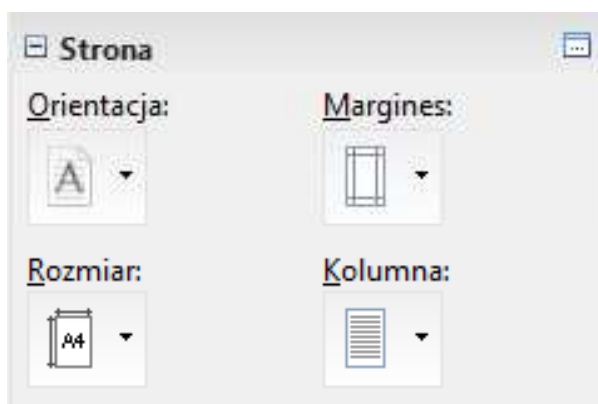 Strona
Orientacja: Margines:
A
Rozmiar: Kolumna:
A4